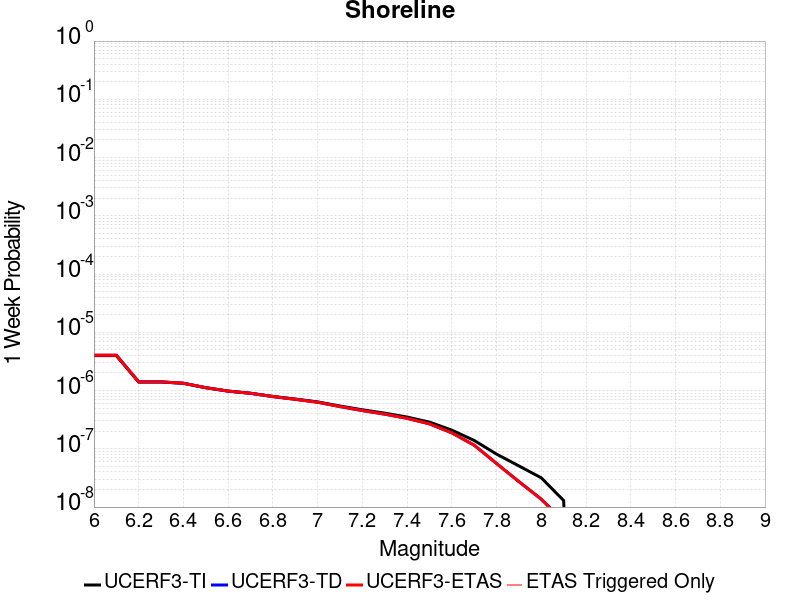 Shoreline
10^0
10^-1
10^-2
10^-3
10^-4
10^-5
10^-6
10^-7
10^-8
1 Week Probability
6 6.2 6.4 6.6 6.8 7 7.2 7.4 7.6 7.8 8 8.2 8.4 8.6 8.8 9
Magnitude
UCERF3-TI UCERF3-TD UCERF3-ETAS ETAS Triggered Only